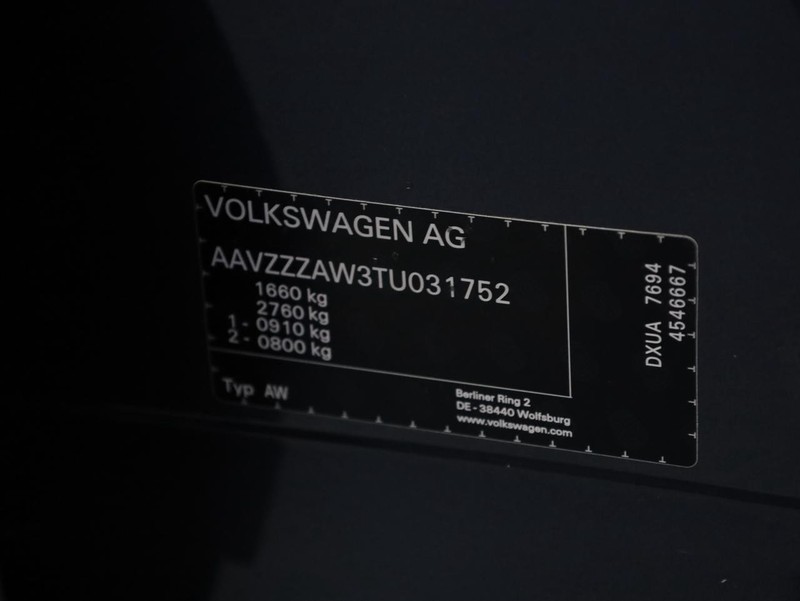 VOLKSWAGEN AG
AAVZZZAW3TU031752
1660 kg
2760 kg
1 - 0910 kg
2 - 0800 kg
Typ AW
Berliner Ring 2
DE - 38440 Wolfsburg
www.volkswagen.com
DXUA 7694
4546667